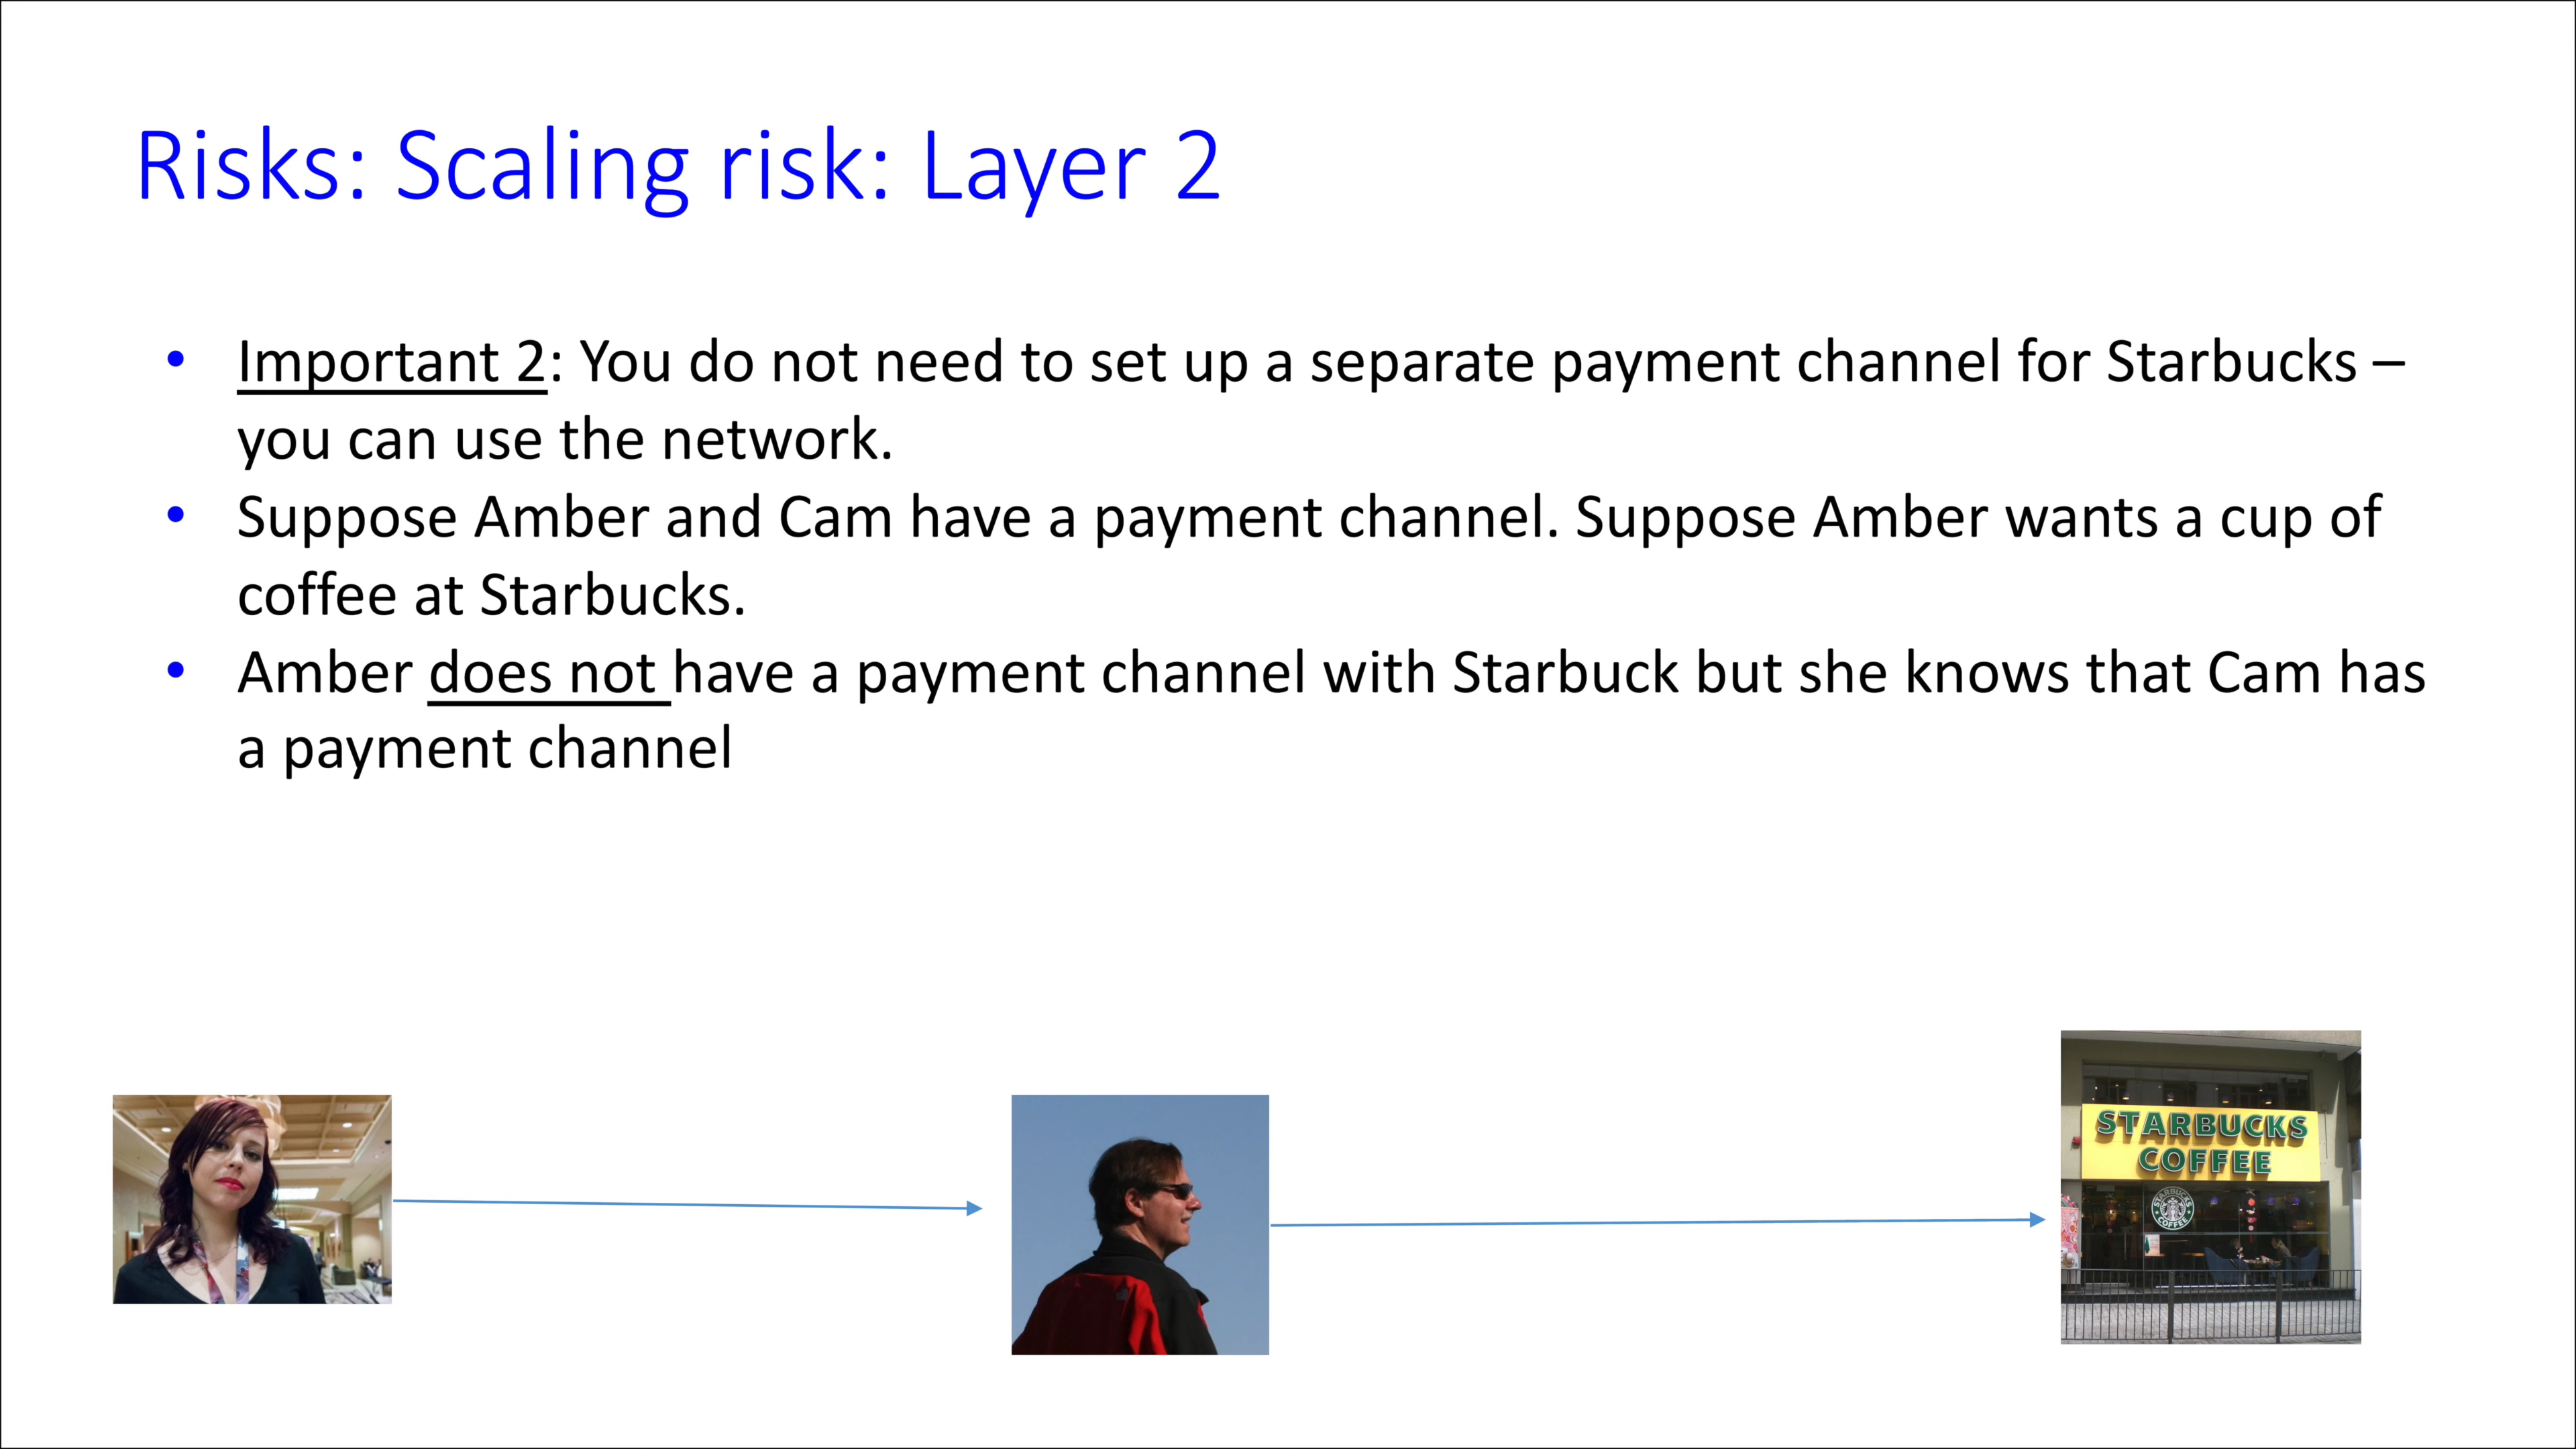 Risks: Scaling risk: Layer 2
• Important 2: You do not need to set up a separate payment channel for Starbucks –
you can use the network.
• Suppose Amber and Cam have a payment channel. Suppose Amber wants a cup of
coffee at Starbucks.
• Amber does not have a payment channel with Starbuck but she knows that Cam has
a payment channel
STARBUCKS
COFFEE
STARBUCKS
COFFEE